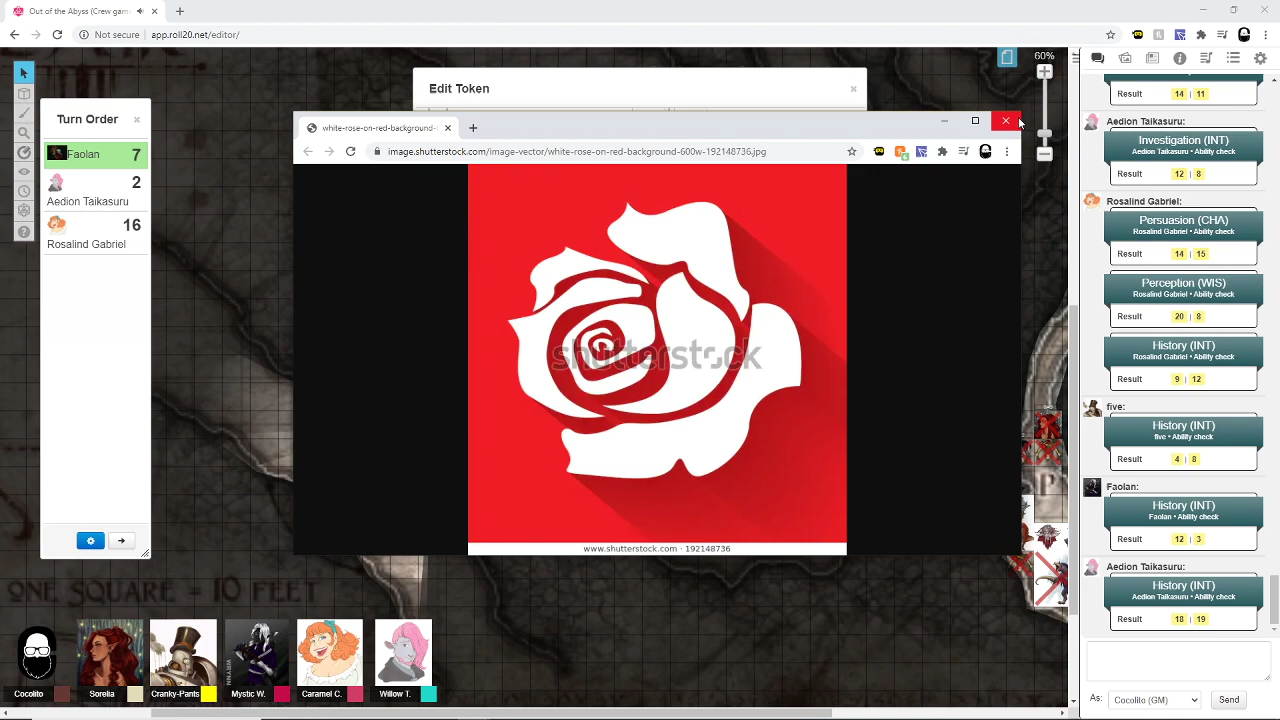 Out of the Abyss (Crew gam
Not secure
app.roll20.net/editor/
60%
Turn Order
Faolan
7
2
Aedion Taikasuru
16
Rosalind Gabriel
Edit Token
white-rose-on-red-background-
image.shutterstock.com/image-vector/white-rose-on-red-background-600w-192148736.jpg
shutterstock
www.shutterstock.com · 192148736
ONE SQUARE = 10 FEET
Cocolito
Sorelia
Cranky-Pants
Mystic W.
Caramel C.
Willow T.
WRYNN
Result
14 | 11
Aedion Taikasuru:
Investigation (INT)
Aedion Taikasuru • Ability check
Result
12 | 8
Rosalind Gabriel:
Persuasion (CHA)
Rosalind Gabriel • Ability check
Result
14 | 15
Perception (WIS)
Rosalind Gabriel • Ability check
Result
20 | 8
History (INT)
Rosalind Gabriel • Ability check
Result
9 | 12
five:
History (INT)
five • Ability check
Result
4 | 8
Faolan:
History (INT)
Faolan • Ability check
Result
12 | 3
Aedion Taikasuru:
History (INT)
Aedion Taikasuru • Ability check
Result
18 | 19
As:
Cocolito (GM)
Send